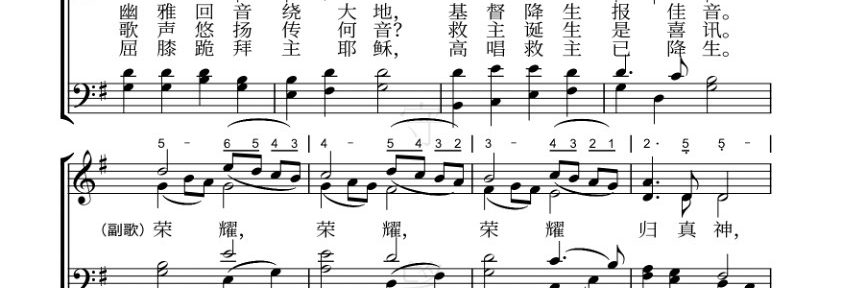 幽雅回音绕大地，基督降生报佳音。
歌声悠扬传何音？救主诞生是喜讯。
屈膝跪拜主耶稣，高唱救主已降生。
5 - 6 5 4 3 | 4 - 5 4 3 2 | 3 - 4 3 2 1 | 2· 5 5 -
（副歌）荣耀，荣耀，荣耀归真神，